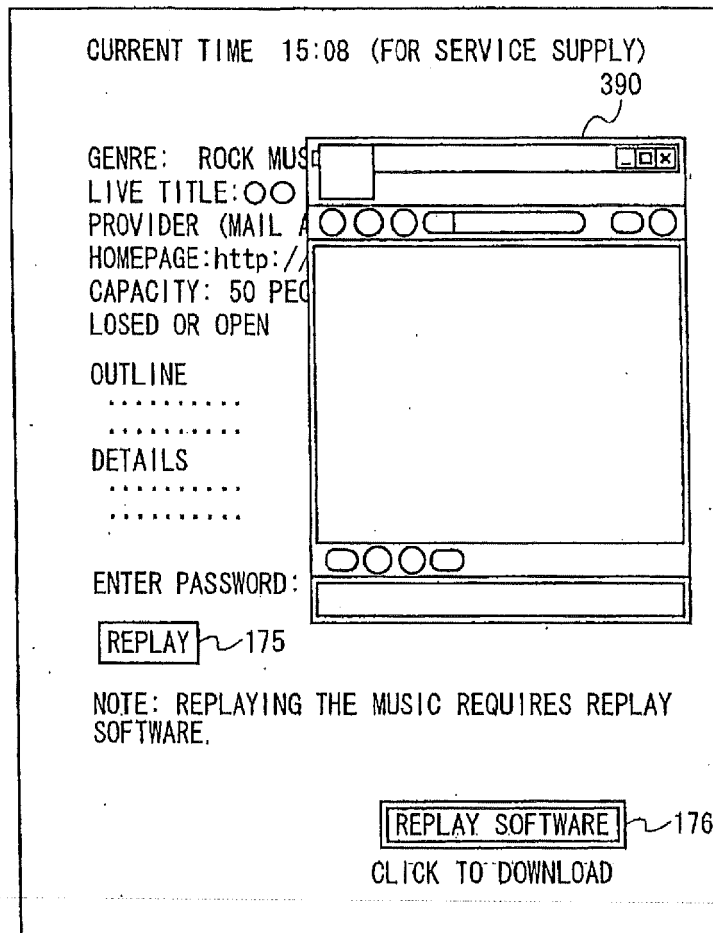 CURRENT TIME 15:08 (FOR SERVICE SUPPLY)
390
GENRE: ROCK MUS
LIVE TITLE:○○
PROVIDER (MAIL A
HOMEPAGE:http://
CAPACITY: 50 PEO
LOSED OR OPEN
OUTLINE
..........
..........
DETAILS
..........
..........
ENTER PASSWORD:
REPLAY 175
NOTE: REPLAYING THE MUSIC REQUIRES REPLAY
SOFTWARE.
REPLAY SOFTWARE 176
CLICK TO DOWNLOAD